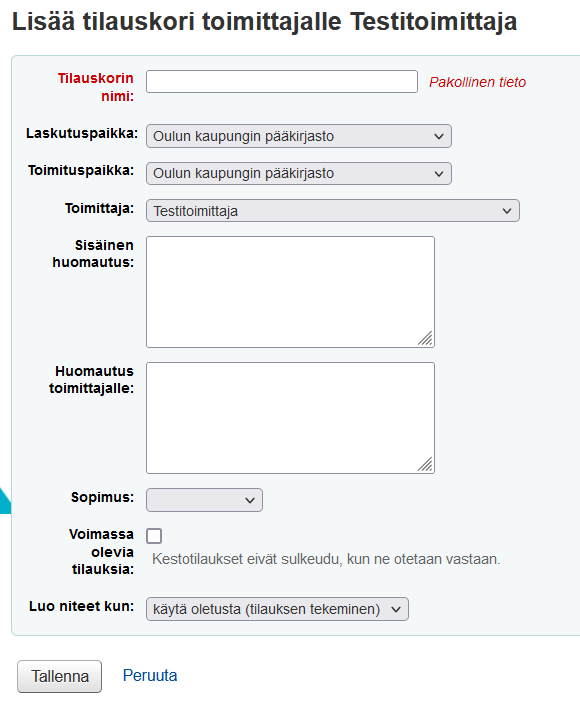 Lisää tilauskori toimittajalle Testitoimittaja
Tilauskorin
nimi:
Pakollinen tieto
Laskutuspaikka:
Oulun kaupungin pääkirjasto
Toimituspaikka:
Oulun kaupungin pääkirjasto
Toimittaja:
Testitoimittaja
Sisäinen
huomautus:
Huomautus
toimittajalle:
Sopimus:
Voimassa
olevia
tilauksia:
Kestotilaukset eivät sulkeudu, kun ne otetaan vastaan.
Luo niteet kun:
käytä oletusta (tilauksen tekeminen)
Tallenna
Peruuta